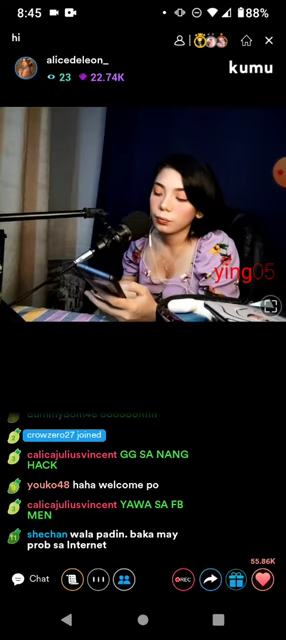 8:45
88%
hi
alicedeleon_
23 22.74K
kumu
ying05
crowzero27 joined
calicajuliusvincent GG SA NANG
HACK
youko48 haha welcome po
calicajuliusvincent YAWA SA FB
MEN
shechan wala padin. baka may
prob sa Internet
55.86K
Chat
REC